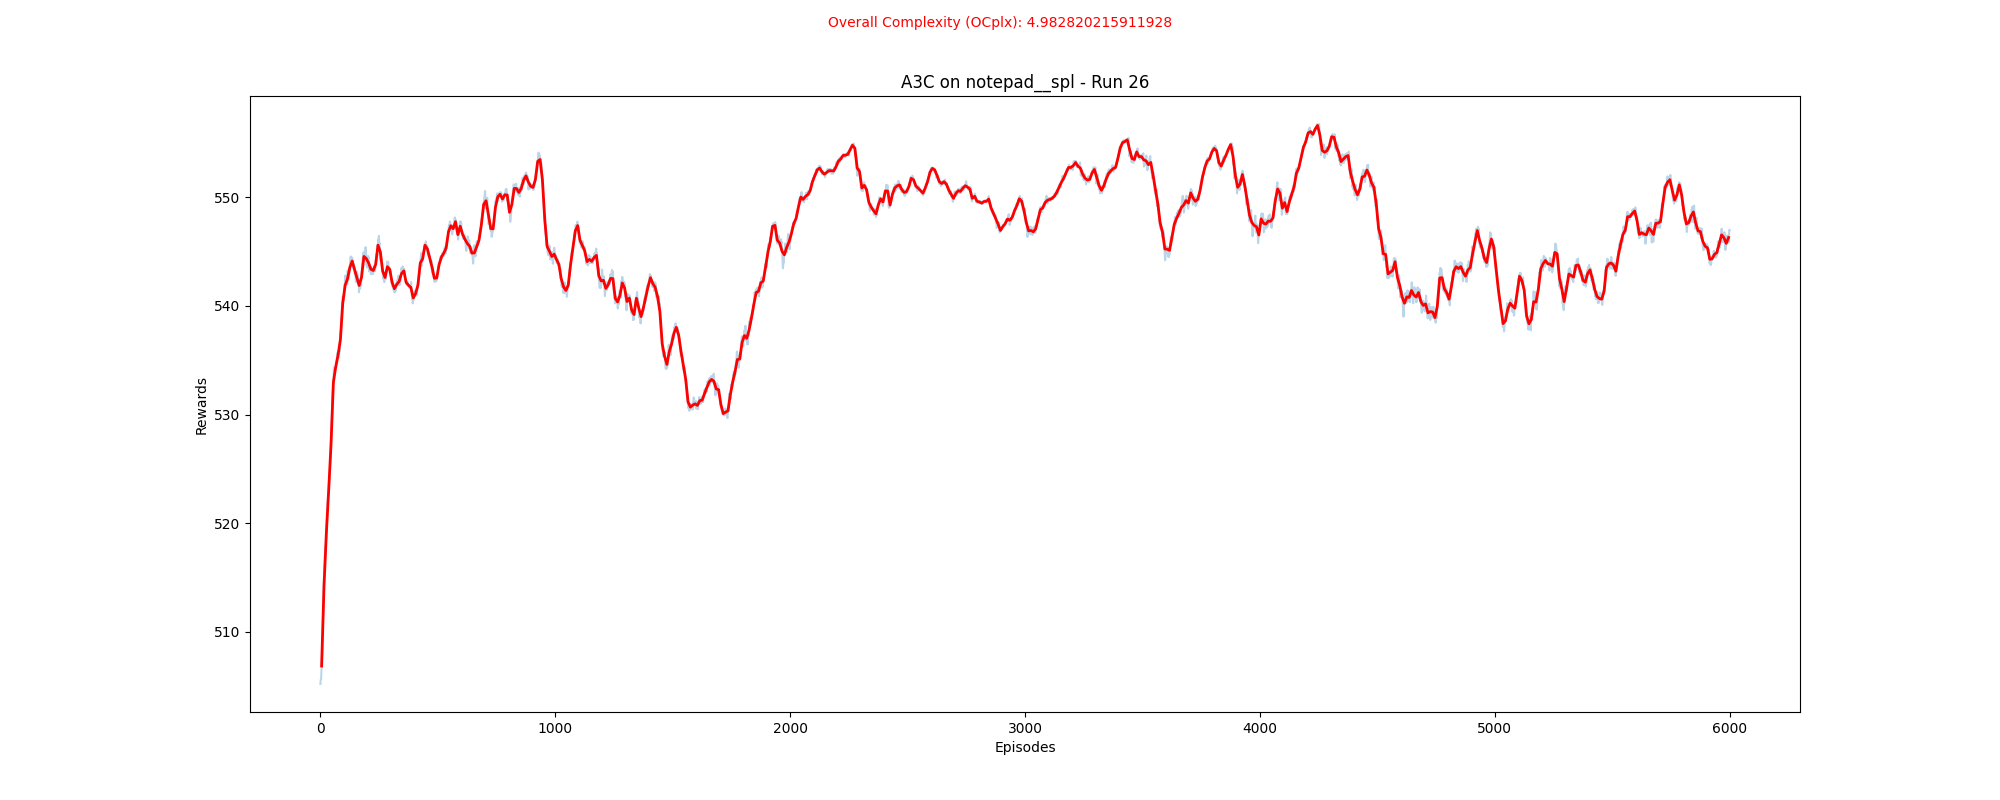 Overall Complexity (OCplx): 4.982820215911928
A3C on notepad__spl - Run 26
Rewards
550
540
530
520
510
0 1000 2000 3000 4000 5000 6000
Episodes